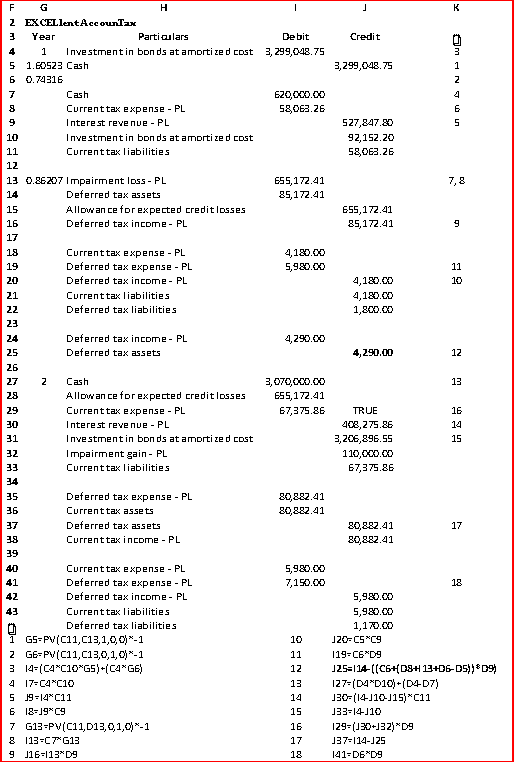 F G H I J K
2 EXCELlent AccounTax
3 Year Particulars Debit Credit
4 1 Investment in bonds at amortized cost 3,299,048.75 3
5 1.60523 Cash 3,299,048.75 1
6 0.74316 2
7 Cash 620,000.00 4
8 Current tax expense - PL 58,063.26 6
9 Interest revenue - PL 527,847.80 5
10 Investment in bonds at amortized cost 92,152.20
11 Current tax liabilities 58,063.26
12
13 0.86207 Impairment loss - PL 655,172.41 7, 8
14 Deferred tax assets 85,172.41
15 Allowance for expected credit losses 655,172.41
16 Deferred tax income - PL 85,172.41 9
17
18 Current tax expense - PL 4,180.00
19 Deferred tax expense - PL 5,980.00 11
20 Deferred tax income - PL 4,180.00 10
21 Current tax liabilities 4,180.00
22 Deferred tax liabilities 1,800.00
23
24 Deferred tax income - PL 4,290.00
25 Deferred tax assets 4,290.00 12
26
27 2 Cash 3,070,000.00 13
28 Allowance for expected credit losses 655,172.41
29 Current tax expense - PL 67,375.86 TRUE 16
30 Interest revenue - PL 408,275.86 14
31 Investment in bonds at amortized cost 3,206,896.55 15
32 Impairment gain - PL 110,000.00
33 Current tax liabilities 67,375.86
34
35 Deferred tax expense - PL 80,882.41
36 Current tax assets 80,882.41
37 Deferred tax assets 80,882.41 17
38 Current tax income - PL 80,882.41
39
40 Current tax expense - PL 5,980.00
41 Deferred tax expense - PL 7,150.00 18
42 Deferred tax income - PL 5,980.00
43 Current tax liabilities 5,980.00
Deferred tax liabilities 1,170.00
1 G5=PV(C11,C13,1,0,0)*-1 10 J20=C5*C9
2 G6=PV(C11,C13,0,1,0)*-1 11 I19=C6*D9
3 I4=(C4*C10*G5)+(C4*G6) 12 J25=I14-((C6+(D8+I13+D6-D5))*D9)
4 I7=C4*C10 13 I27=(D4*D10)+(D4-D7)
5 J9=I4*C11 14 J30=(I4-J10-J15)*C11
6 I8=J9*C9 15 J33=I4-J10
7 G13=PV(C11,D13,0,1,0)*-1 16 I29=(J30+J32)*D9
8 I13=C7*G13 17 J37=I14-J25
9 J16=I13*D9 18 I41=D6*D9